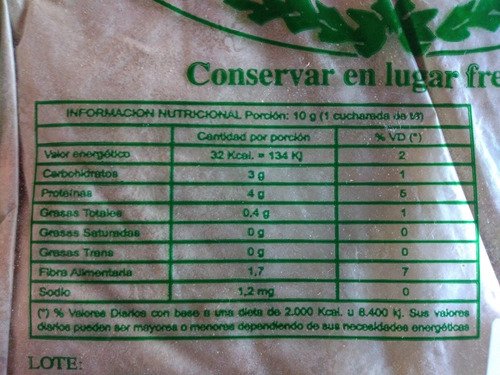 Conservar en lugar fre
INFORMACION NUTRICIONAL Porción: 10 g (1 cucharada de té)
Cantidad por porción % VD (*)
Valor energótico 32 Kcal. = 134 Kj 2
Carbohidratos 3 g 1
Proteínas 4 g 5
Grasas Totales 0,4 g 1
Grasas Saturadas 0 g 0
Grasas Trans 0 g 0
Fibra Alimentaria 1,7 7
Sodio 1,2 mg 0
(*) % Valores Diarios con base a una dieta de 2.000 Kcal. u 8.400 kj. Sus valores
diarios pueden ser mayores o menores dependiendo de sus necesidades energéticas
LOTE: